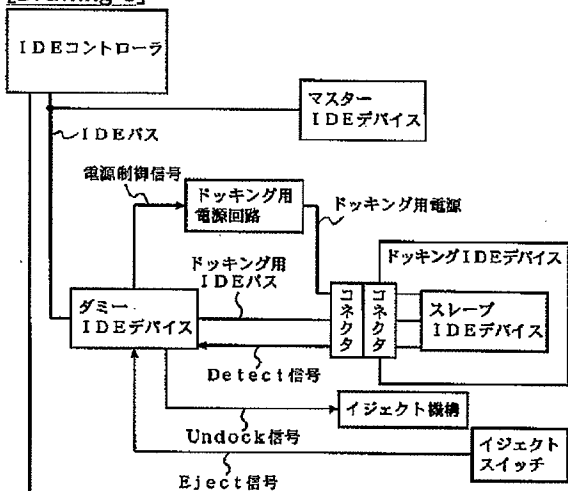 IDEコントローラ
マスター
IDEデバイス
IDEバス
電源制御信号
ドッキング用
電源回路
ドッキング用電源
ドッキング用
IDEバス
ドッキングIDEデバイス
コネクタ
コネクタ
スレーブ
IDEデバイス
ダミー
IDEデバイス
Detect信号
イジェクト機構
Undock信号
イジェクト
スイッチ
Eject信号